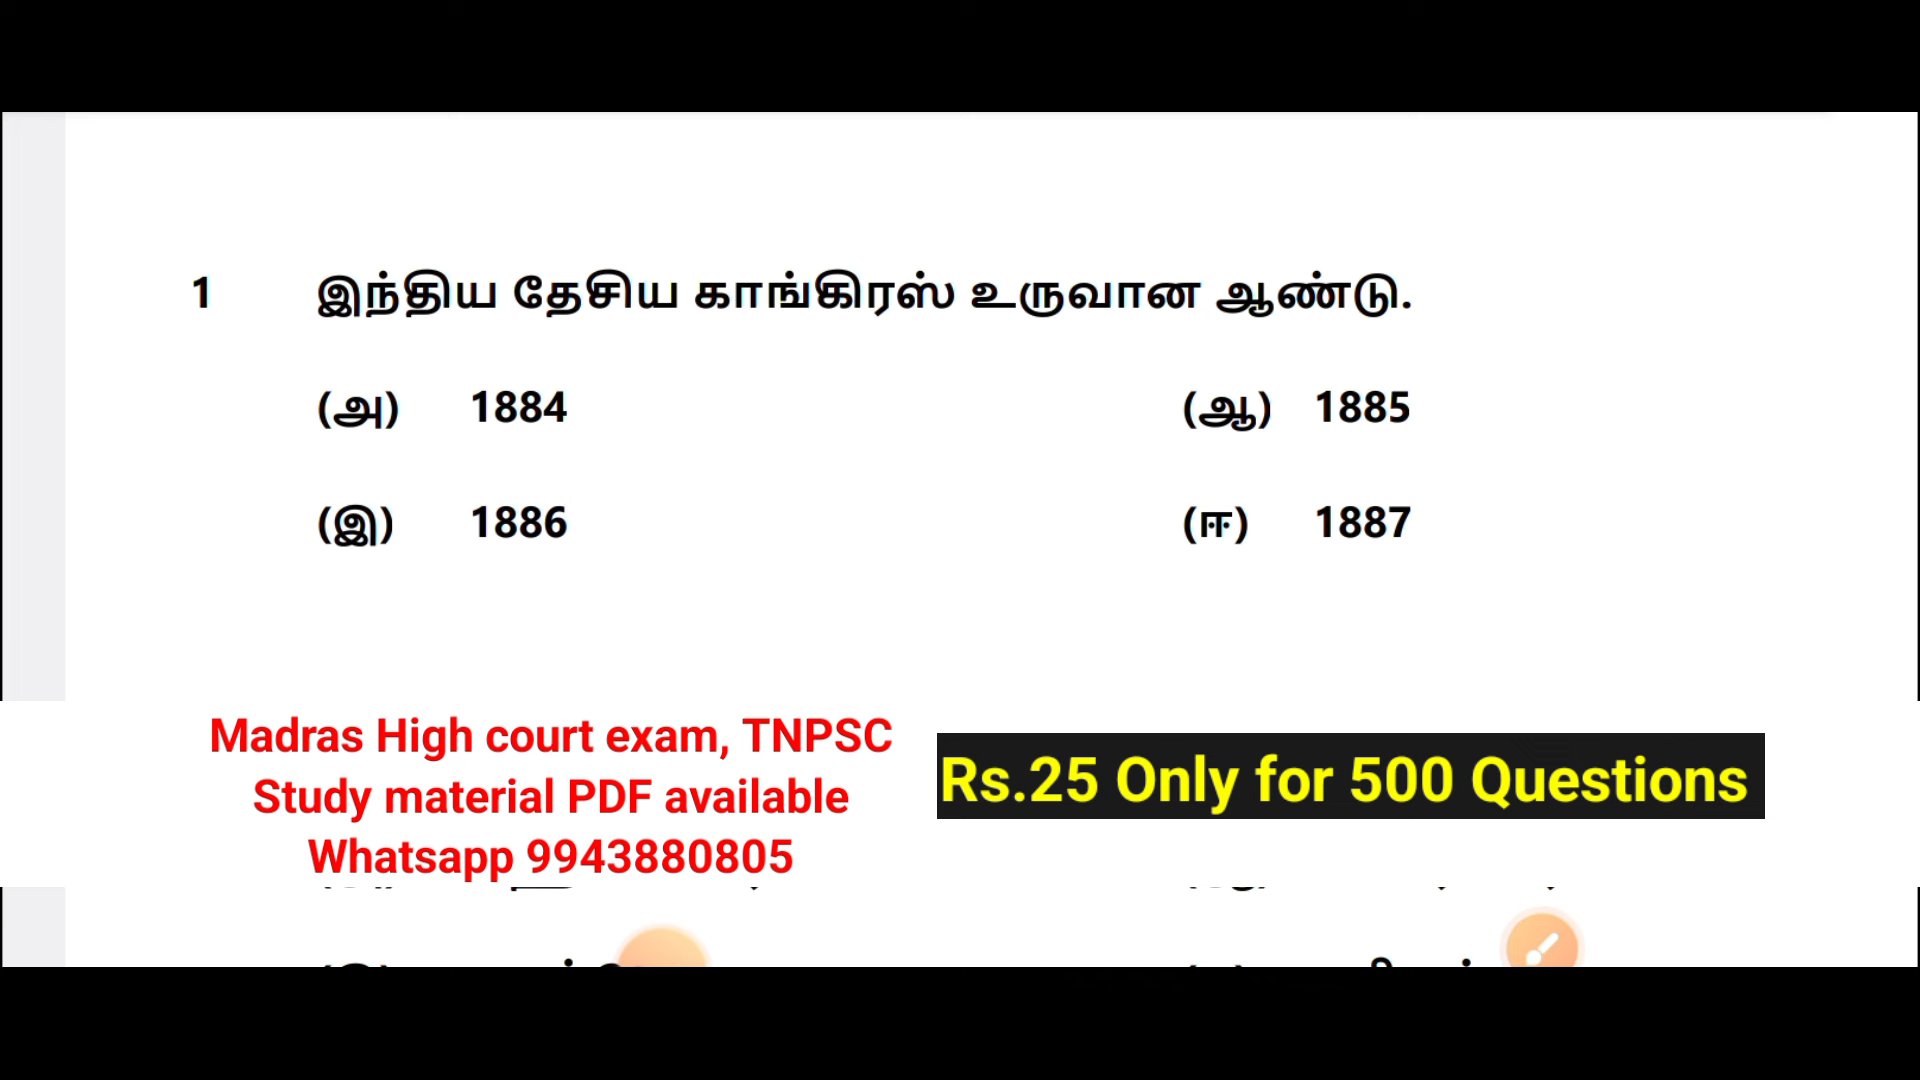 1 இந்திய தேசிய காங்கிரஸ் உருவான ஆண்டு.
(அ) 1884 (ஆ) 1885
(இ) 1886 (ஈ) 1887
Madras High court exam, TNPSC
Study material PDF available
Whatsapp 9943880805
Rs.25 Only for 500 Questions